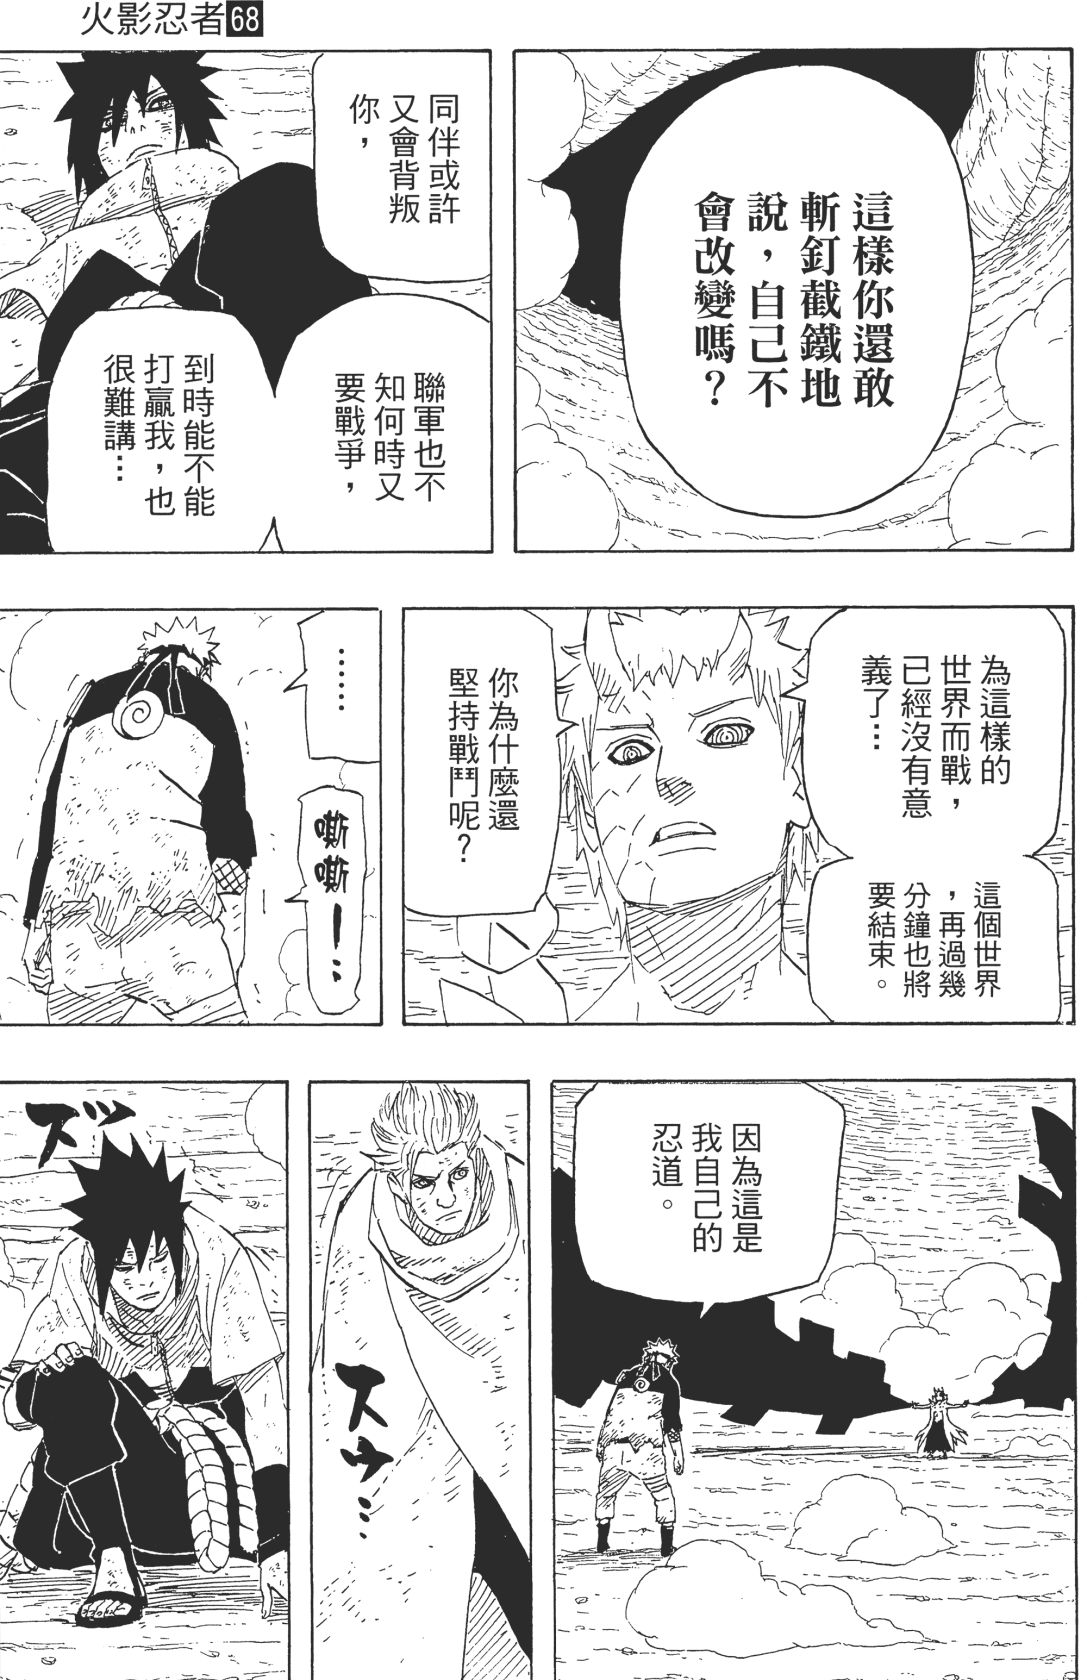 火影忍者68
這樣你還敢
斬釘截鐵地
說，自己不
會改變嗎？
同伴或許
又會背叛
你，
聯軍也不
知何時又
要戰爭，
到時能不能
打贏我，也
很難講…
為這樣的
世界而戰，
已經沒有意
義了…
這個世界
，再過幾
分鐘也將
要結束。
你為什麼還
堅持戰鬥呢？
……
嘶
嘶
ー…
因為這是
我自己的
忍道。
スゥ…
ズッ